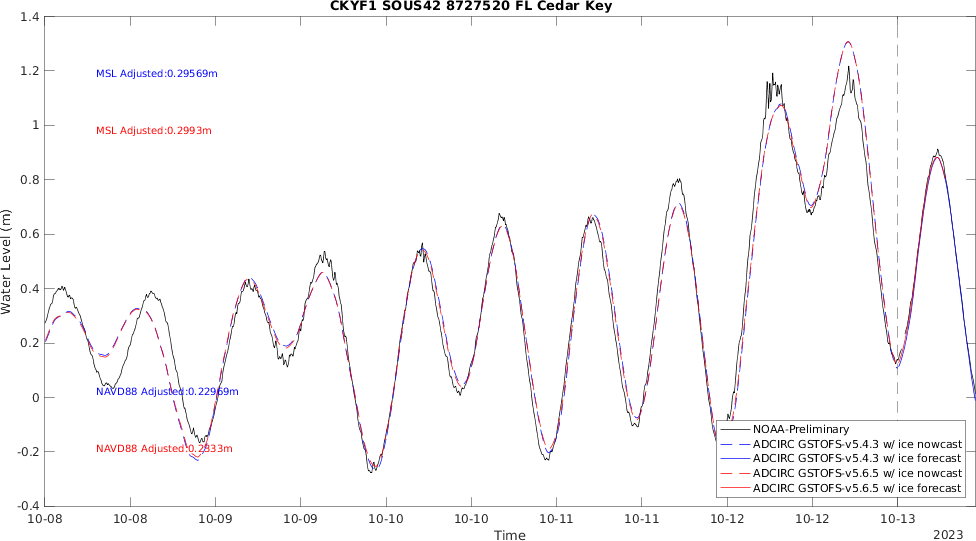 CKYF1 SOUS42 8727520 FL Cedar Key
1.4
1.2
1
0.8
0.6
0.4
0.2
0
-0.2
-0.4
Water Level (m)
MSL Adjusted:0.29569m
MSL Adjusted:0.2993m
NAVD88 Adjusted:0.22969m
NAVD88 Adjusted:0.2333m
NOAA-Preliminary
ADCIRC GSTOFS-v5.4.3 w/ ice nowcast
ADCIRC GSTOFS-v5.4.3 w/ ice forecast
ADCIRC GSTOFS-v5.6.5 w/ ice nowcast
ADCIRC GSTOFS-v5.6.5 w/ ice forecast
10-08 10-08 10-09 10-09 10-10 10-10 10-11 10-11 10-12 10-12 10-13
Time
2023